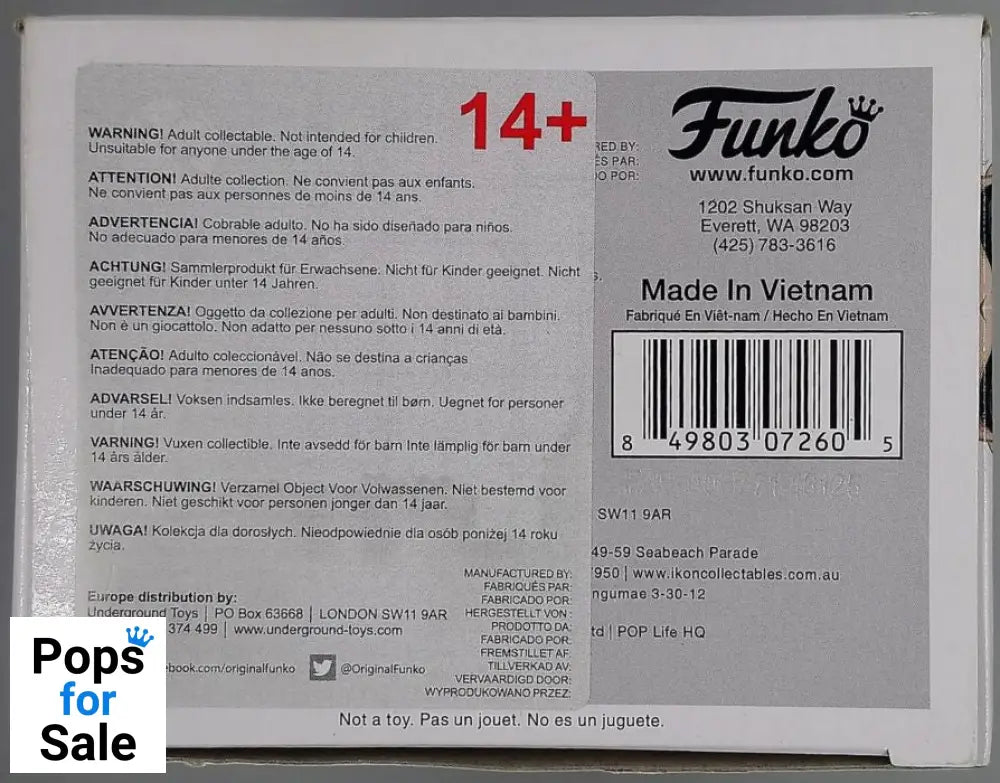 14+
WARNING! Adult collectable. Not intended for children.
Unsuitable for anyone under the age of 14.
ATTENTION! Adulte collection. Ne convient pas aux enfants.
Ne convient pas aux personnes de moins de 14 ans.
ADVERTENCIA! Cobrable adulto. No ha sido diseñado para niños.
No adecuado para menores de 14 años.
ACHTUNG! Sammlerprodukt für Erwachsene. Nicht für Kinder geeignet. Nicht
geeignet für Kinder unter 14 Jahren.
AVVERTENZA! Oggetto da collezione per adulti. Non destinato ai bambini.
Non è un giocattolo. Non adatto per nessuno sotto i 14 anni di età.
ATENÇÃO! Adulto coleccionável. Não se destina a crianças
Inadequado para menores de 14 anos.
ADVARSEL! Voksen indsamles. Ikke beregnet til børn. Uegnet for personer
under 14 år.
VARNING! Vuxen collectible. Inte avsedd för barn Inte lämplig för barn under
14 års ålder.
WAARSCHUWING! Verzamel Object Voor Volwassenen. Niet bestemd voor
kinderen. Niet geschikt voor personen jonger dan 14 jaar.
UWAGA! Kolekcja dla dorosłych. Nieodpowiednie dla osób poniżej 14 roku
życia.
Europe distribution by:
Underground Toys | PO Box 63668 | LONDON SW11 9AR
374 499 | www.underground-toys.com
book.com/originalfunko @OriginalFunko
MANUFACTURED BY:
FABRIQUÉS PAR:
FABRICADO POR:
HERGESTELLT VON :
PRODOTTO DA:
FABRICADO POR:
FREMSTILLET AF:
TILLVERKAD AV:
VERVAARDIGD DOOR:
WYPRODUKOWANO PRZEZ:
RED BY:
ÉS PAR:
DO POR:
Funko
www.funko.com
1202 Shuksan Way
Everett, WA 98203
(425) 783-3616
s.
Made In Vietnam
Fabriqué En Viêt-nam / Hecho En Vietnam
8 49803 07260 5
SW11 9AR
49-59 Seabeach Parade
950 | www.ikoncollectables.com.au
ngumae 3-30-12
td | POP Life HQ
Not a toy. Pas un jouet. No es un juguete.
Pops
for
Sale